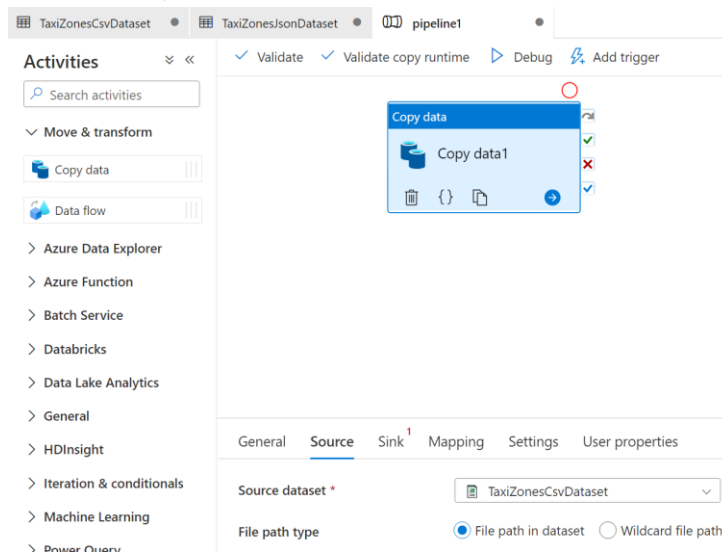 TaxiZonesCsvDataset TaxiZonesJsonDataset pipeline1
Activities
Validate Validate copy runtime Debug Add trigger
Search activities
Move & transform
Copy data
Data flow
Azure Data Explorer
Azure Function
Batch Service
Databricks
Data Lake Analytics
General
HDInsight
Iteration & conditionals
Machine Learning
Power Query
Copy data
Copy data1
{}
General Source Sink 1 Mapping Settings User properties
Source dataset * TaxiZonesCsvDataset
File path type File path in dataset Wildcard file path